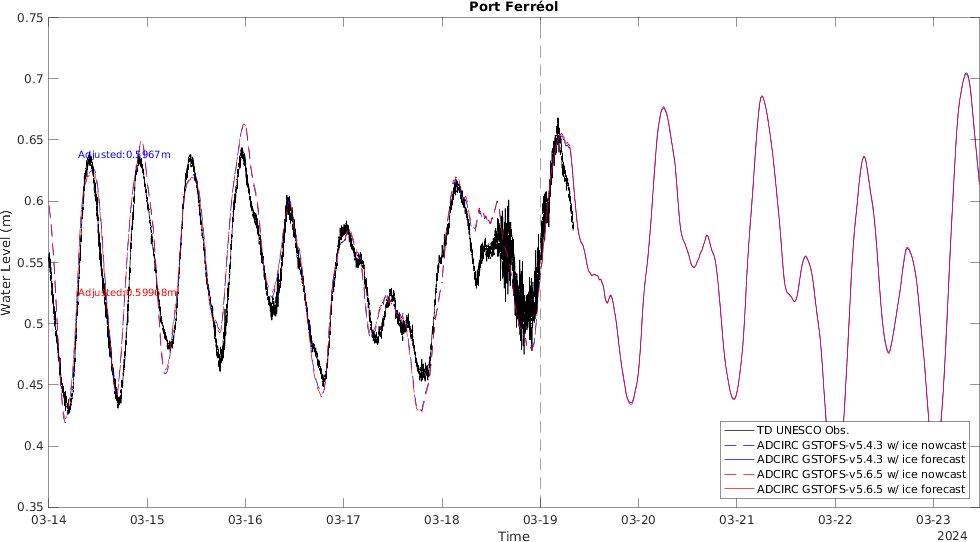 Port Ferréol
0.75
0.7
0.65
0.6
0.55
0.5
0.45
0.4
0.35
Water Level (m)
Adjusted:0.5967m
Adjusted:0.59968m
TD UNESCO Obs.
ADCIRC GSTOFS-v5.4.3 w/ ice nowcast
ADCIRC GSTOFS-v5.4.3 w/ ice forecast
ADCIRC GSTOFS-v5.6.5 w/ ice nowcast
ADCIRC GSTOFS-v5.6.5 w/ ice forecast
03-14 03-15 03-16 03-17 03-18 03-19 03-20 03-21 03-22 03-23
Time
2024